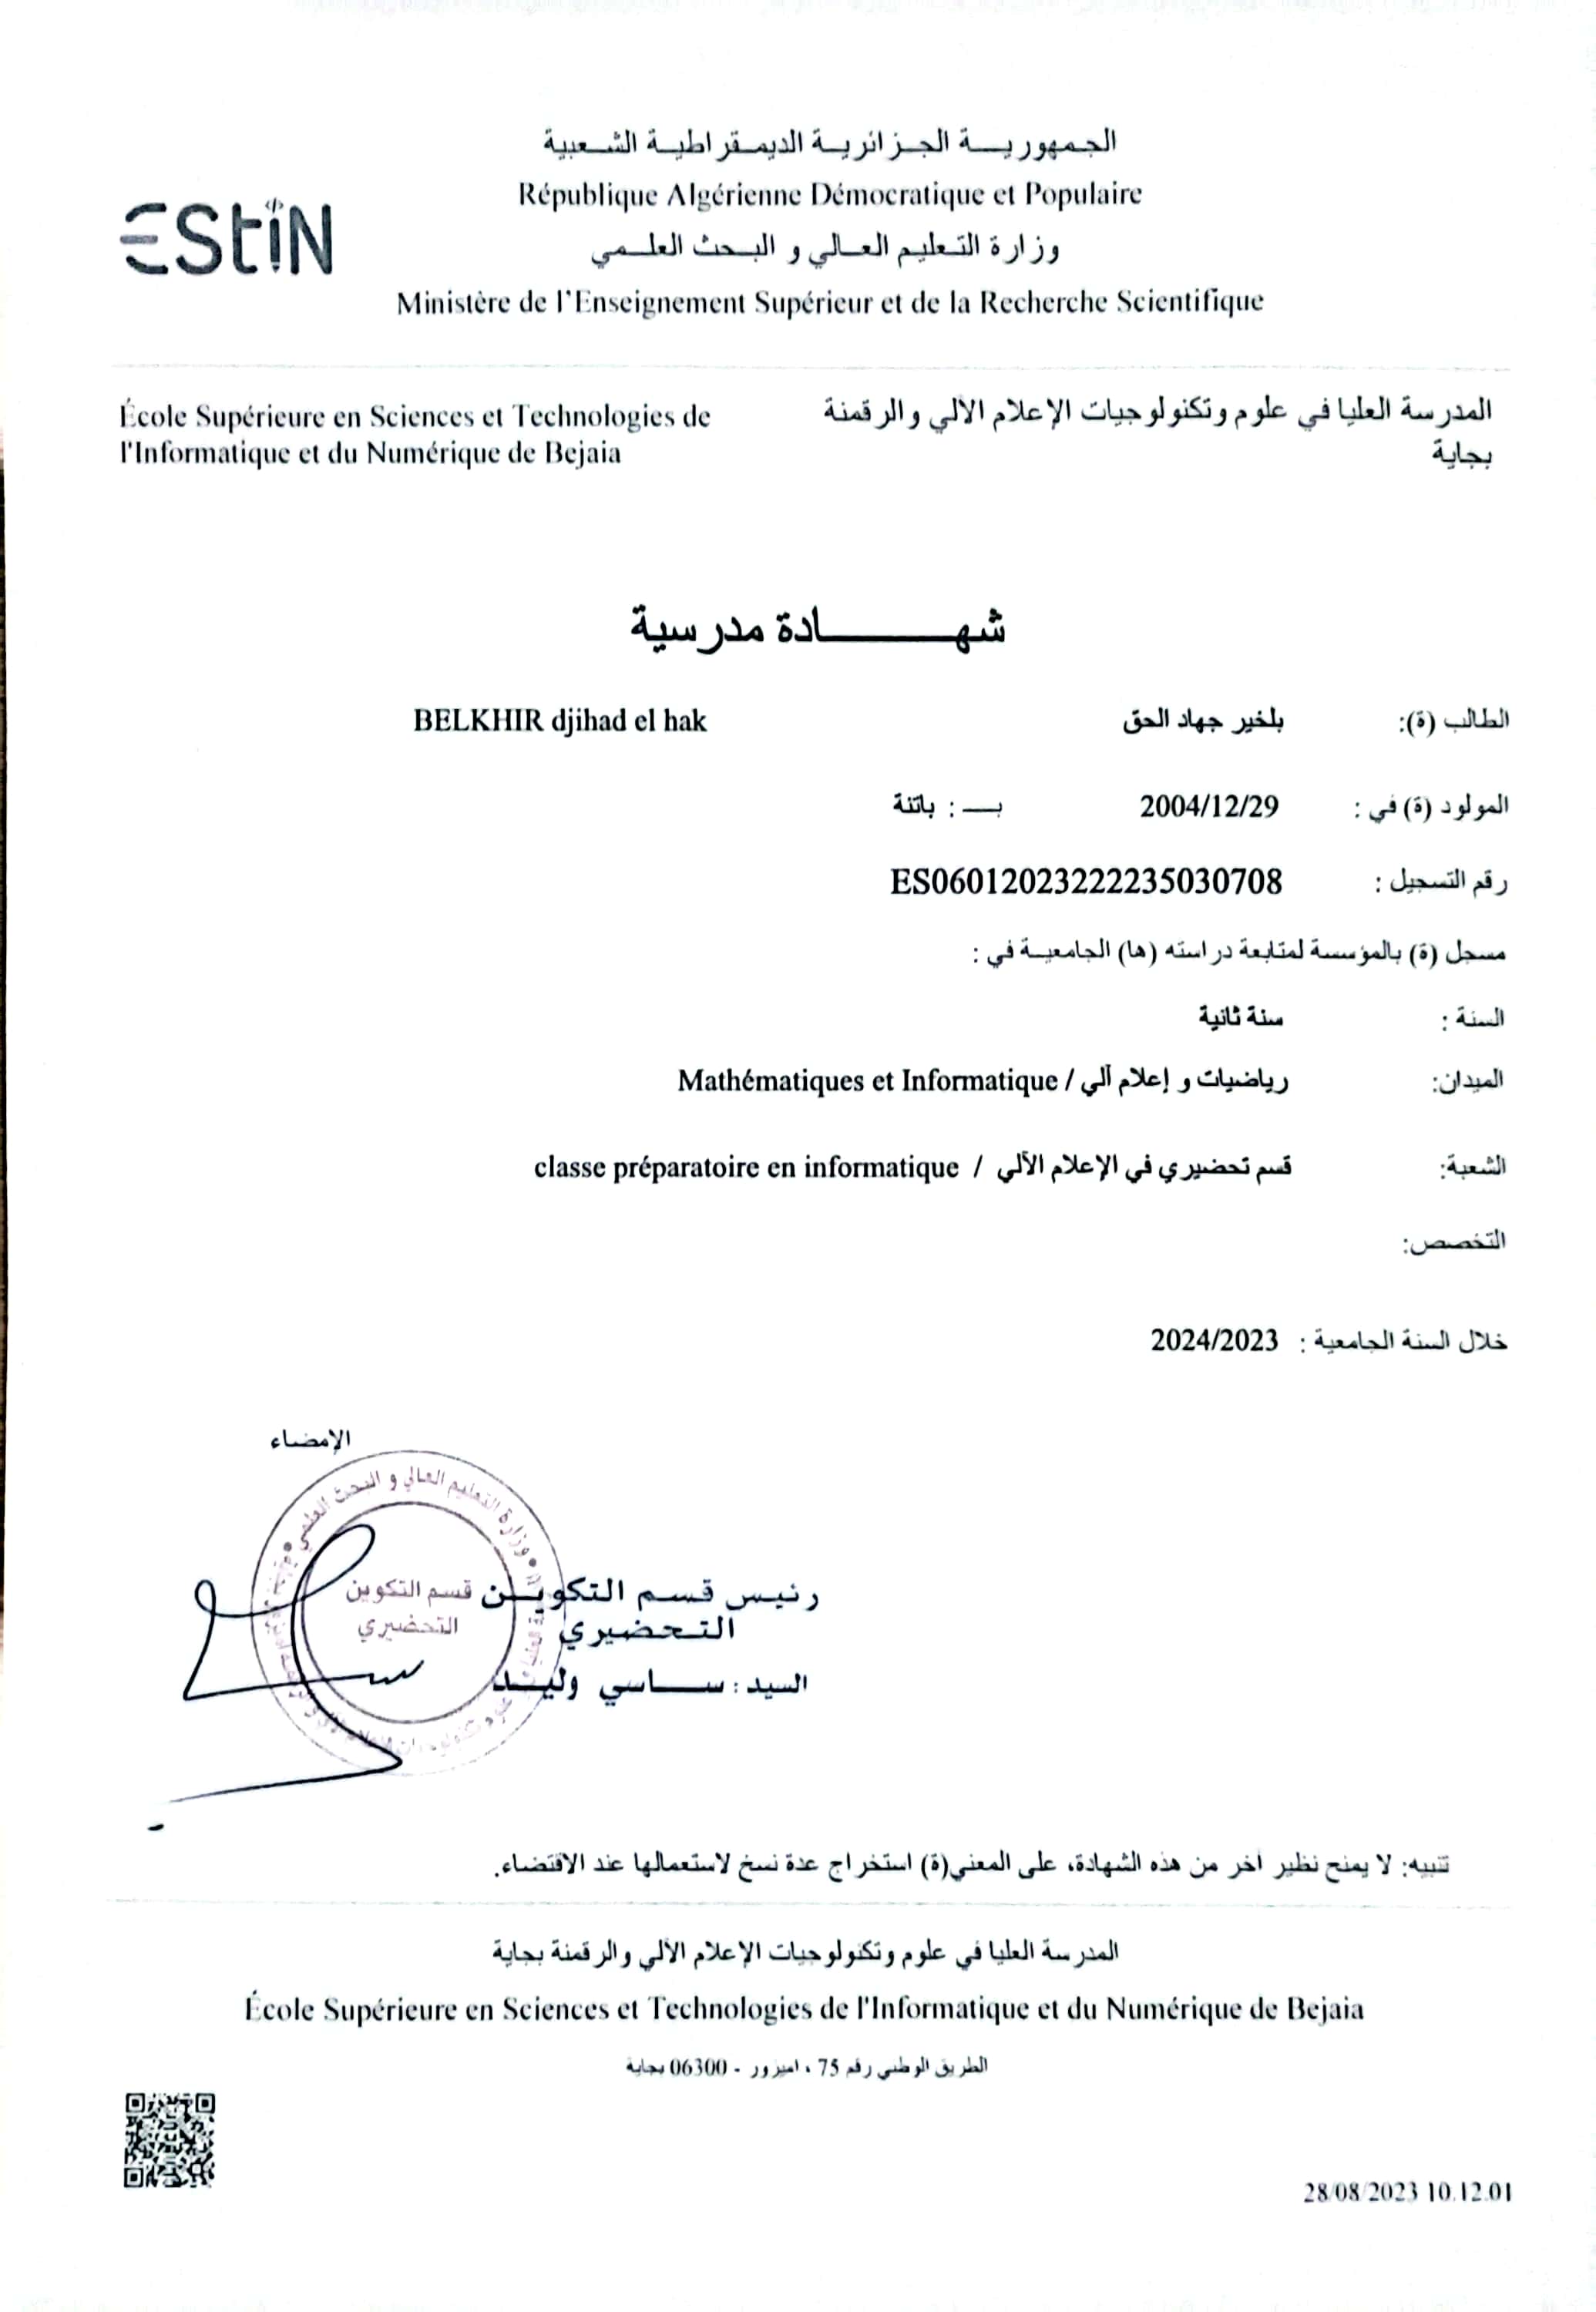 الجمهوريـــة الجـزائريـة الديمـقراطيـة الشـعبية
République Algérienne Démocratique et Populaire
وزارة التـعليم العـالي و البـحث العلـمي
Ministère de l'Enseignement Supérieur et de la Recherche Scientifique
EStiN
École Supérieure en Sciences et Technologies de l'Informatique et du Numérique de Bejaia
المدرسة العليا في علوم وتكنولوجيات الإعلام الآلي والرقمنة
بجاية
شهــــــادة مدرسية
الطالب (ة): بلخير جهاد الحق BELKHIR djihad el hak
المولود (ة) في : 2004/12/29 بــ : باتنة
رقم التسجيل : ES06012023222235030708
مسجل (ة) بالمؤسسة لمتابعة دراسته (ها) الجامعيـة في :
السنة : سنة ثانية
الميدان: رياضيات و إعلام آلي / Mathématiques et Informatique
الشعبة: قسم تحضيري في الإعلام الآلي / classe préparatoire en informatique
التخصص:
خلال السنة الجامعية : 2024/2023
الإمضاء
وزارة التعليم العالي و البحث العلمي
قسم التكوين
التحضيري
رئيس قسم التكويـن
التحضيري
السيد : ســاسي وليـد
تنبيه: لا يمنح نظير آخر من هذه الشهادة، على المعني(ة) استخراج عدة نسخ لاستعمالها عند الاقتضاء.
المدرسة العليا في علوم وتكنولوجيات الإعلام الآلي والرقمنة بجاية
École Supérieure en Sciences et Technologies de l'Informatique et du Numérique de Bejaia
الطريق الوطني رقم 75 ، اميزور - 06300 بجاية
28/08/2023 10.12.01